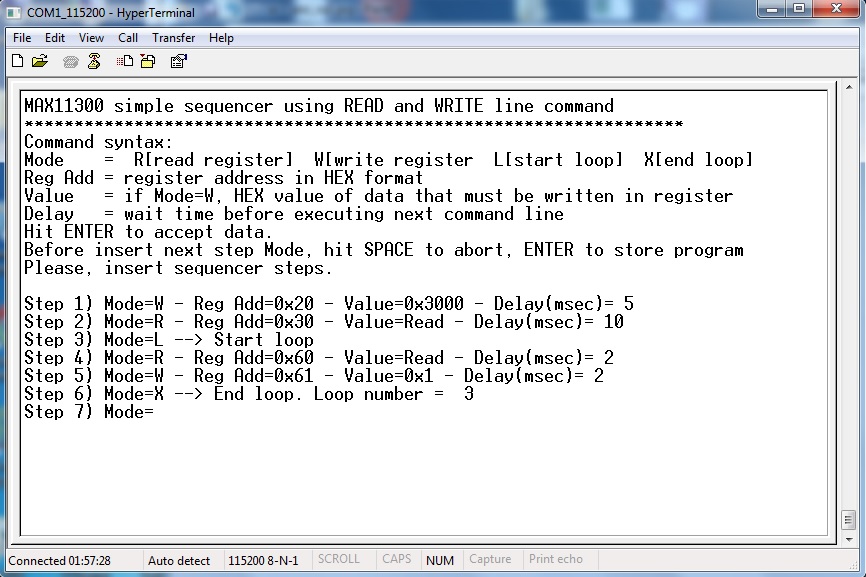 COM1_115200 - HyperTerminal
File Edit View Call Transfer Help
MAX11300 simple sequencer using READ and WRITE line command
******************************************************************
Command syntax:
Mode    =  R[read register]  W[write register  L[start loop]  X[end loop]
Reg Add = register address in HEX format
Value   = if Mode=W, HEX value of data that must be written in register
Delay   = wait time before executing next command line
Hit ENTER to accept data.
Before insert next step Mode, hit SPACE to abort, ENTER to store program
Please, insert sequencer steps.
Step 1) Mode=W - Reg Add=0x20 - Value=0x3000 - Delay(msec)= 5
Step 2) Mode=R - Reg Add=0x30 - Value=Read - Delay(msec)= 10
Step 3) Mode=L --> Start loop
Step 4) Mode=R - Reg Add=0x60 - Value=Read - Delay(msec)= 2
Step 5) Mode=W - Reg Add=0x61 - Value=0x1 - Delay(msec)= 2
Step 6) Mode=X --> End loop. Loop number =  3
Step 7) Mode=
Connected 01:57:28 Auto detect 115200 8-N-1 SCROLL CAPS NUM Capture Print echo